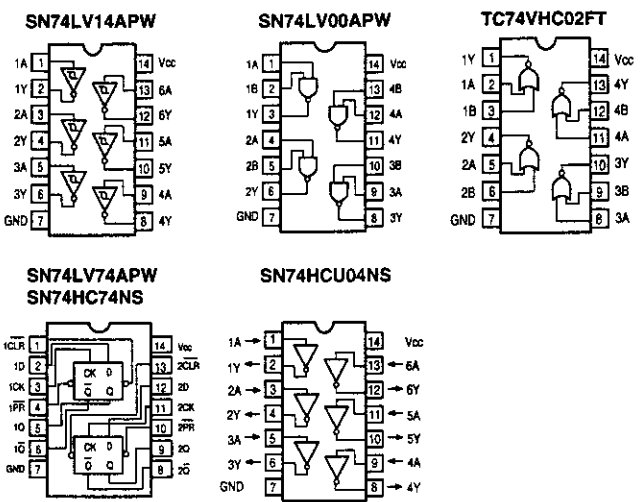 SN74LV14APW
1A 1 14 Vcc
1Y 2 13 6A
2A 3 12 6Y
2Y 4 11 5A
3A 5 10 5Y
3Y 6 9 4A
GND 7 8 4Y
SN74LV00APW
1A 1 14 Vcc
1B 2 13 4B
1Y 3 12 4A
2A 4 11 4Y
2B 5 10 3B
2Y 6 9 3A
GND 7 8 3Y
TC74VHC02FT
1Y 1 14 Vcc
1A 2 13 4Y
1B 3 12 4B
2Y 4 11 4A
2A 5 10 3Y
2B 6 9 3B
GND 7 8 3A
SN74LV74APW
SN74HC74NS
1C̅L̅R̅ 1 14 Vcc
1D 2 CK D 13 2C̅L̅R̅
1CK 3 Q̅ Q 12 2D
1P̅R̅ 4 11 2CK
1Q 5 CK D 10 2P̅R̅
1Q̅ 6 Q̅ Q 9 2Q
GND 7 8 2Q̅
SN74HCU04NS
1A → 1 14 Vcc
1Y ← 2 13 ← 6A
2A → 3 12 → 6Y
2Y ← 4 11 ← 5A
3A → 5 10 → 5Y
3Y ← 6 9 ← 4A
GND 7 8 → 4Y